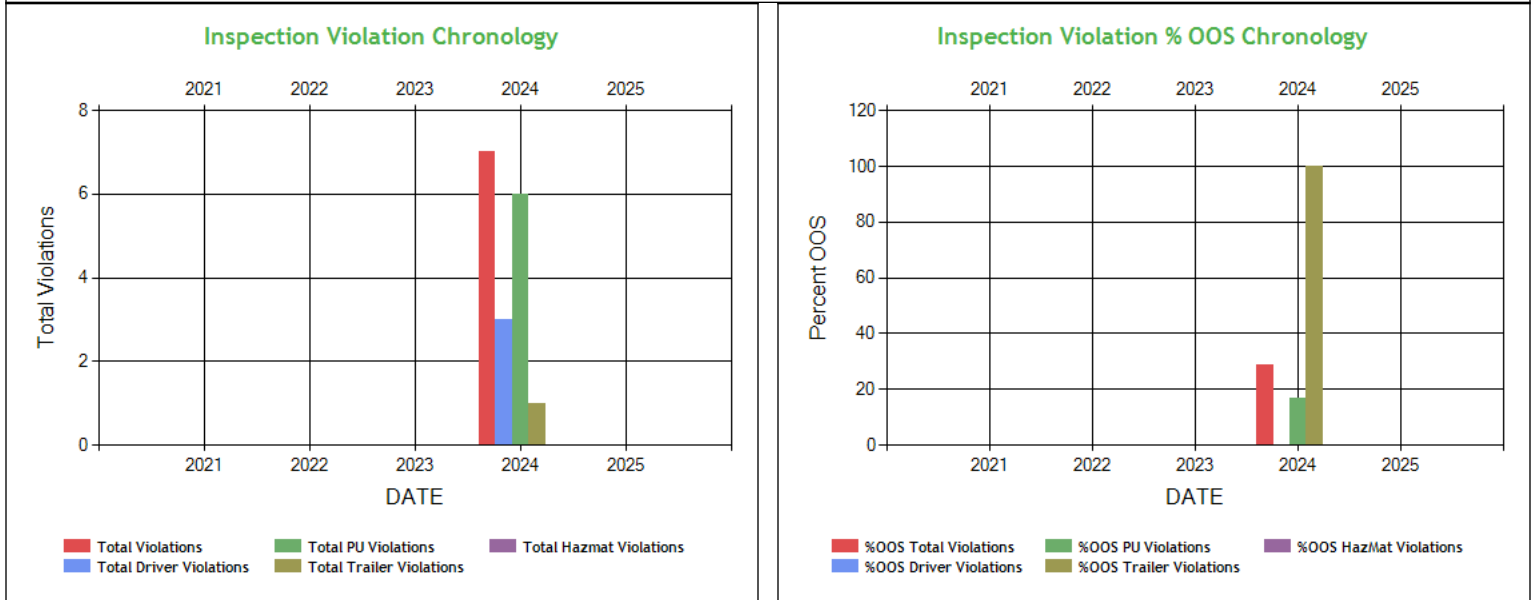 Inspection Violation Chronology
2021 2022 2023 2024 2025
8
6
4
2
0
Total Violations
2021 2022 2023 2024 2025
DATE
Total Violations Total PU Violations Total Hazmat Violations
Total Driver Violations Total Trailer Violations
Inspection Violation % OOS Chronology
2021 2022 2023 2024 2025
120
100
80
60
40
20
0
Percent OOS
2021 2022 2023 2024 2025
DATE
%OOS Total Violations %OOS PU Violations %OOS HazMat Violations
%OOS Driver Violations %OOS Trailer Violations